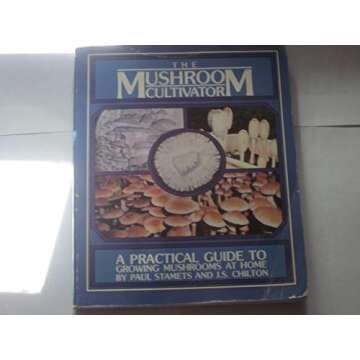 THE
MUSHROOM
CULTIVATOR
A PRACTICAL GUIDE TO
GROWING MUSHROOMS AT HOME
BY PAUL STAMETS AND J.S. CHILTON